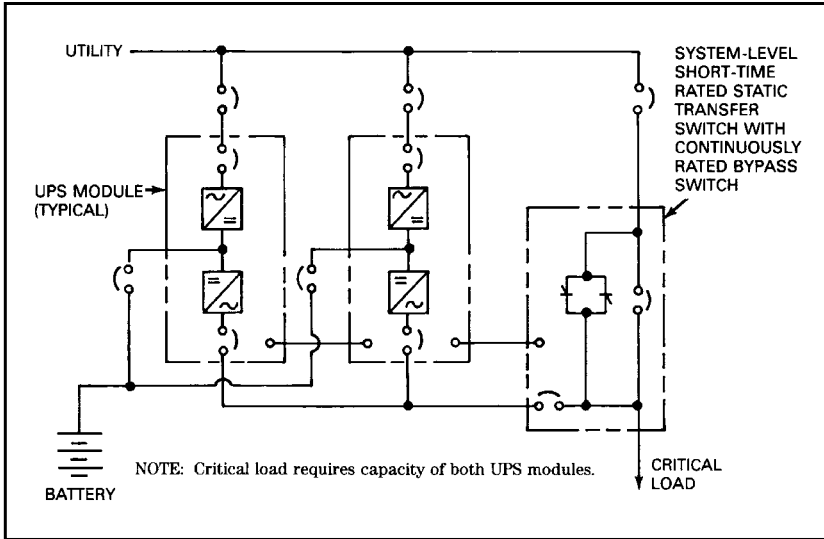 UTILITY
SYSTEM-LEVEL
SHORT-TIME
RATED STATIC
TRANSFER
SWITCH WITH
CONTINUOUSLY
RATED BYPASS
SWITCH
UPS MODULE
(TYPICAL)
NOTE: Critical load requires capacity of both UPS modules.
BATTERY
CRITICAL
LOAD